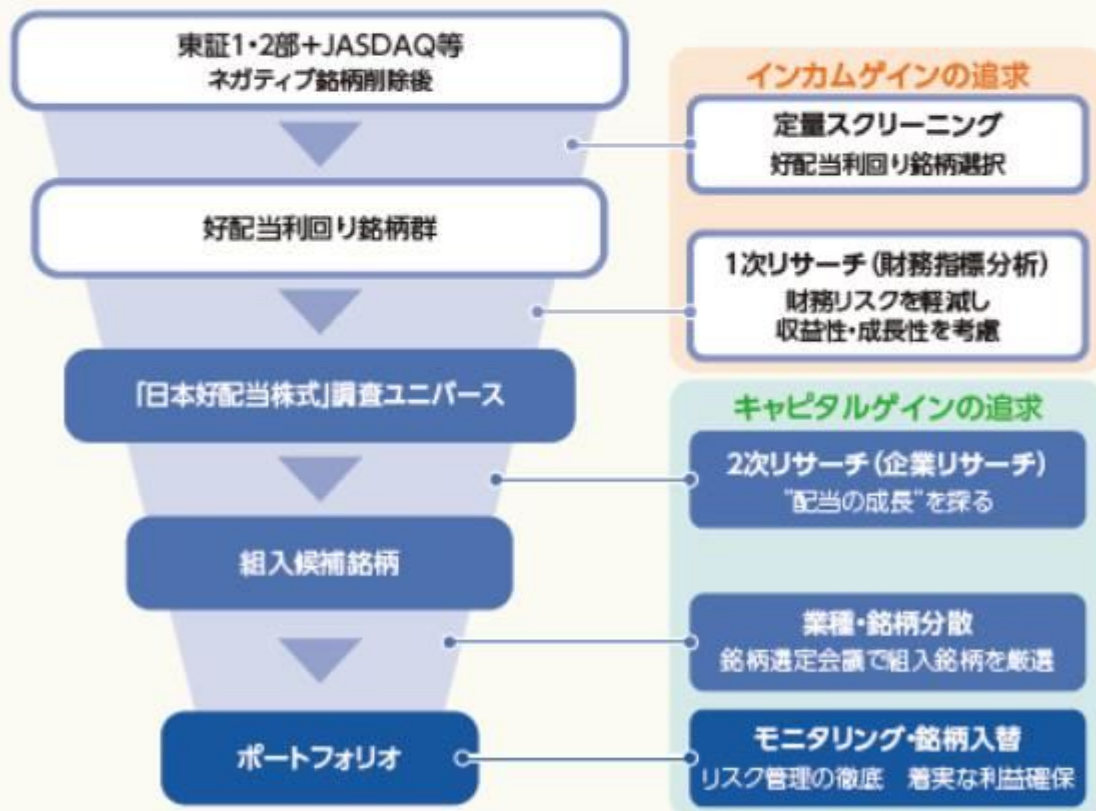 東証1・2部+JASDAQ等
ネガティブ銘柄削除後
好配当利回り銘柄群
「日本好配当株式」調査ユニバース
組入候補銘柄
ポートフォリオ
インカムゲインの追求
定量スクリーニング
好配当利回り銘柄選択
1次リサーチ(財務指標分析)
財務リスクを軽減し
収益性・成長性を考慮
キャピタルゲインの追求
2次リサーチ(企業リサーチ)
"配当の成長"を探る
業種・銘柄分散
銘柄選定会議で組入銘柄を厳選
モニタリング・銘柄入替
リスク管理の徹底 着実な利益確保